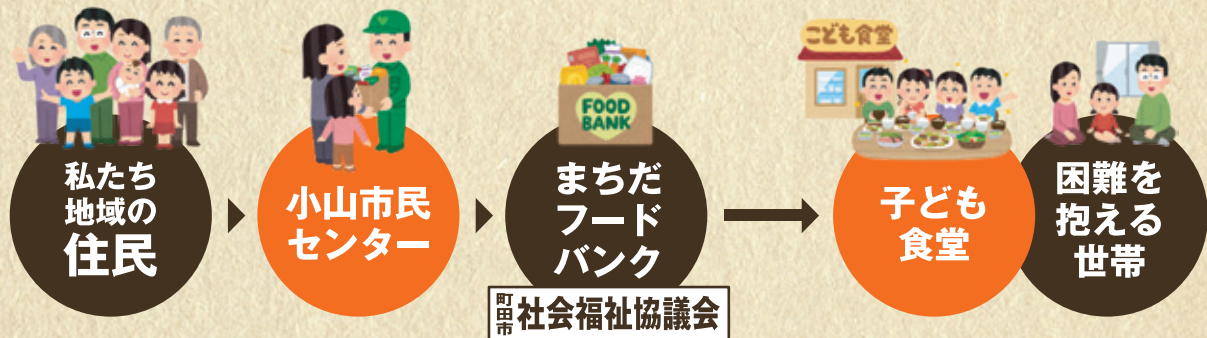 私たち
地域の
住民
小山市民
センター
FOOD
BANK
まちだ
フード
バンク
町田市
社会福祉協議会
こども食堂
子ども
食堂
困難を
抱える
世帯